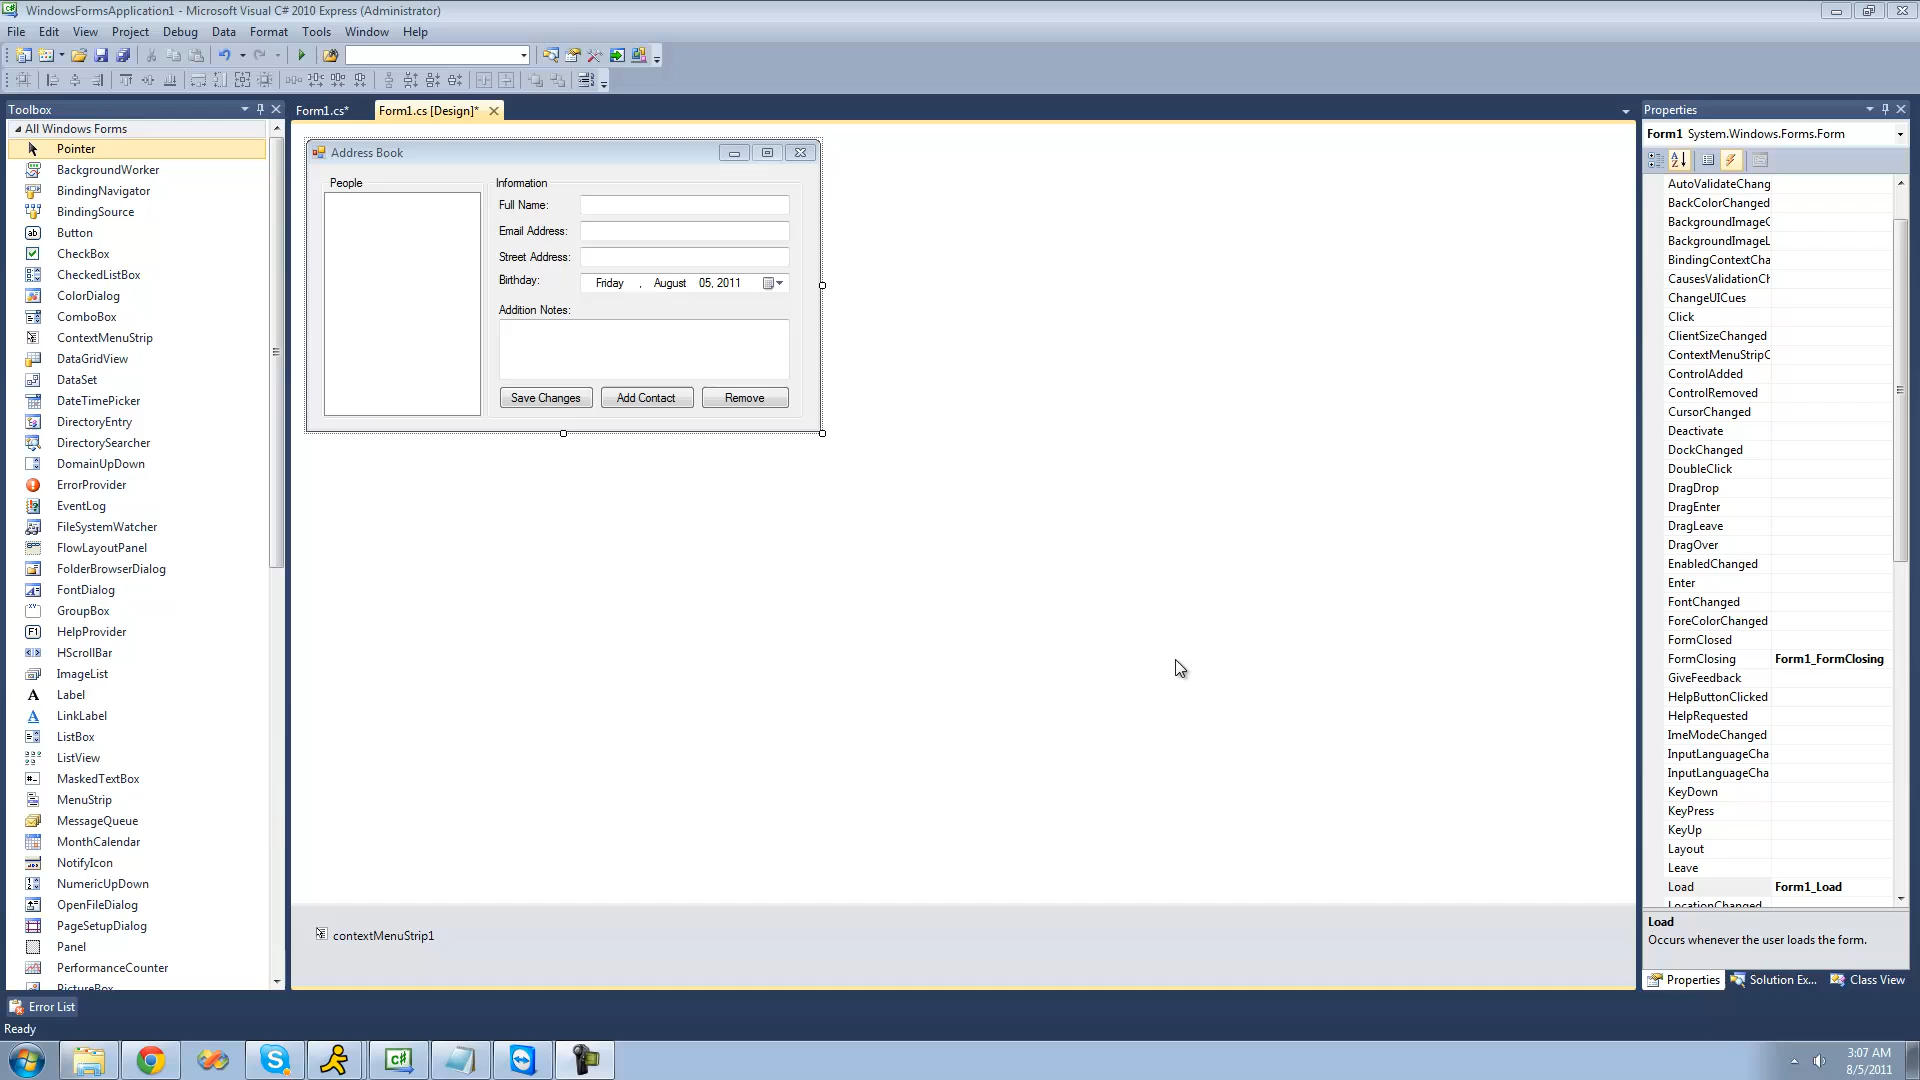 WindowsFormsApplication1 - Microsoft Visual C# 2010 Express (Administrator)
File Edit View Project Debug Data Format Tools Window Help
Toolbox
All Windows Forms
Pointer
BackgroundWorker
BindingNavigator
BindingSource
Button
CheckBox
CheckedListBox
ColorDialog
ComboBox
ContextMenuStrip
DataGridView
DataSet
DateTimePicker
DirectoryEntry
DirectorySearcher
DomainUpDown
ErrorProvider
EventLog
FileSystemWatcher
FlowLayoutPanel
FolderBrowserDialog
FontDialog
GroupBox
HelpProvider
HScrollBar
ImageList
Label
LinkLabel
ListBox
ListView
MaskedTextBox
MenuStrip
MessageQueue
MonthCalendar
NotifyIcon
NumericUpDown
OpenFileDialog
PageSetupDialog
Panel
PerformanceCounter
PictureBox
Form1.cs* Form1.cs [Design]*
Address Book
People
Information
Full Name:
Email Address:
Street Address:
Birthday: Friday , August 05, 2011
Addition Notes:
Save Changes Add Contact Remove
contextMenuStrip1
Properties
Form1 System.Windows.Forms.Form
AutoValidateChang
BackColorChanged
BackgroundImageC
BackgroundImageL
BindingContextCha
CausesValidationCh
ChangeUICues
Click
ClientSizeChanged
ContextMenuStripC
ControlAdded
ControlRemoved
CursorChanged
Deactivate
DockChanged
DoubleClick
DragDrop
DragEnter
DragLeave
DragOver
EnabledChanged
Enter
FontChanged
ForeColorChanged
FormClosed
FormClosing Form1_FormClosing
GiveFeedback
HelpButtonClicked
HelpRequested
ImeModeChanged
InputLanguageCha
InputLanguageCha
KeyDown
KeyPress
KeyUp
Layout
Leave
Load Form1_Load
LocationChanged
Load
Occurs whenever the user loads the form.
Properties Solution Ex... Class View
Error List
Ready
3:07 AM
8/5/2011